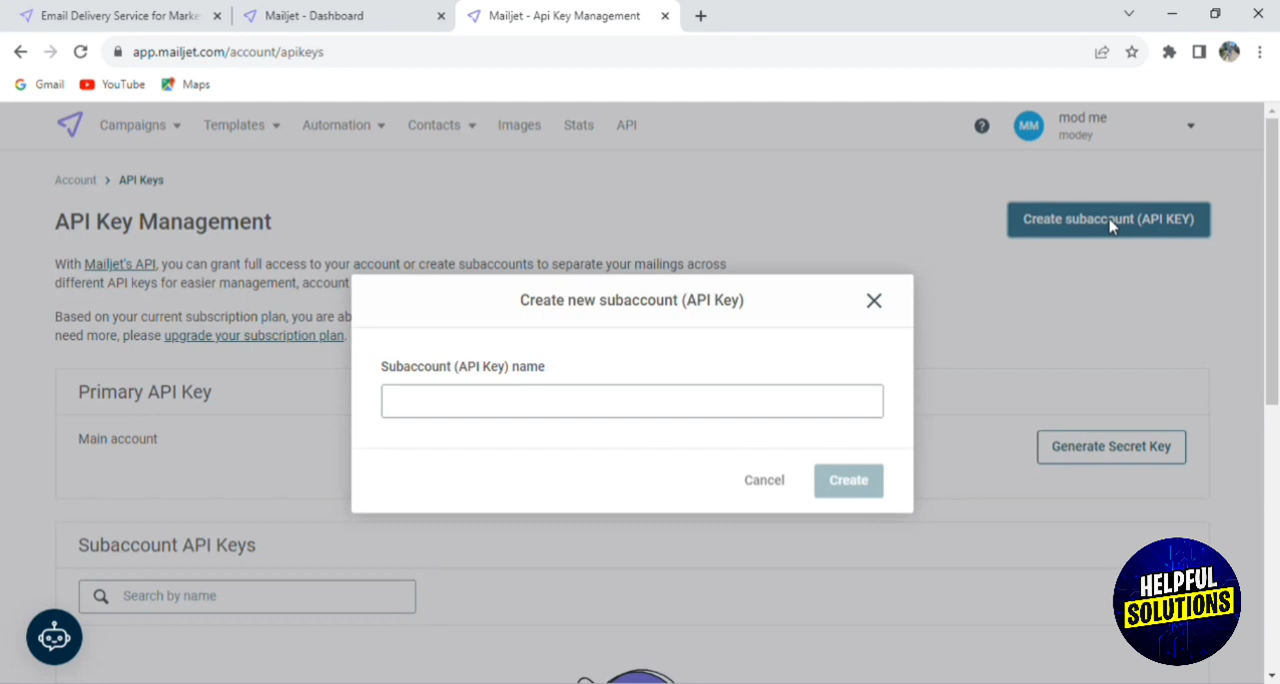 Email Delivery Service for Marke
Mailjet - Dashboard
Mailjet - Api Key Management
app.mailjet.com/account/apikeys
Gmail
YouTube
Maps
Campaigns
Templates
Automation
Contacts
Images
Stats
API
MM
mod me
modey
Account > API Keys
API Key Management
Create subaccount (API KEY)
With Mailjet's API, you can grant full access to your account or create subaccounts to separate your mailings across
different API keys for easier management, account
Based on your current subscription plan, you are ab
need more, please upgrade your subscription plan.
Create new subaccount (API Key)
Subaccount (API Key) name
Cancel
Create
Primary API Key
Main account
Generate Secret Key
Subaccount API Keys
Search by name
HELPFUL
SOLUTIONS